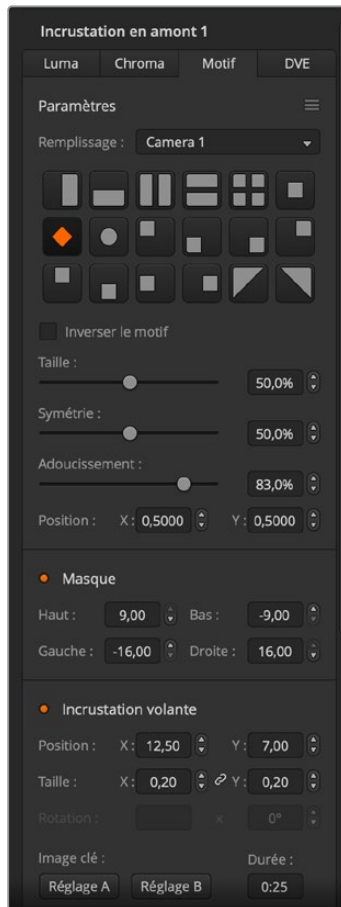 Incrustation en amont 1
Luma Chroma Motif DVE
Paramètres
Remplissage : Camera 1
Inverser le motif
Taille :
50,0%
Symétrie :
50,0%
Adoucissement :
83,0%
Position : X : 0,5000 Y : 0,5000
Masque
Haut : 9,00 Bas : -9,00
Gauche : -16,00 Droite : 16,00
Incrustation volante
Position : X : 12,50 Y : 7,00
Taille : X : 0,20 Y : 0,20
Rotation : x 0°
Image clé : Durée :
Réglage A Réglage B 0:25